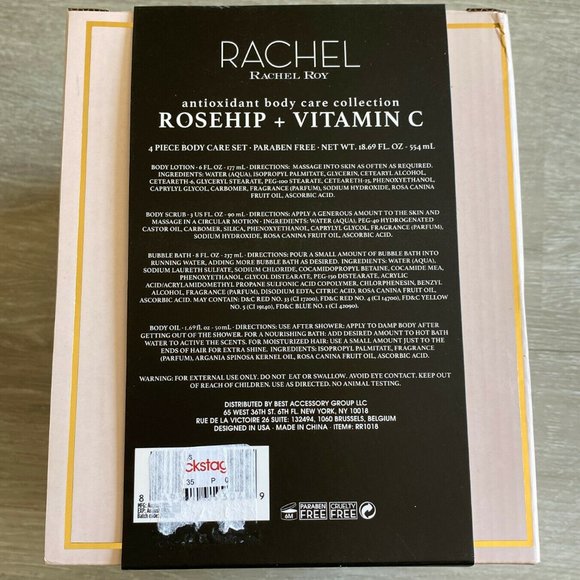 RACHEL
RACHEL ROY
antioxidant body care collection
ROSEHIP + VITAMIN C
4 PIECE BODY CARE SET · PARABEN FREE · NET WT. 18.69 FL. OZ - 554 mL
BODY LOTION · 6 FL. OZ · 177 mL · DIRECTIONS: MASSAGE INTO SKIN AS OFTEN AS REQUIRED.
INGREDIENTS: WATER (AQUA), ISOPROPYL PALMITATE, GLYCERIN, CETEARYL ALCOHOL,
CETEARETH-6, GLYCERYL STEARATE, PEG-100 STEARATE, CETEARETH-25, PHENOXYETHANOL,
CAPRYLYL GLYCOL, CARBOMER, FRAGRANCE (PARFUM), SODIUM HYDROXIDE, ROSA CANINA
FRUIT OIL, ASCORBIC ACID.
BODY SCRUB · 3 US FL. OZ · 90 mL · DIRECTIONS: APPLY A GENEROUS AMOUNT TO THE SKIN AND
MASSAGE IN A CIRCULAR MOTION · INGREDIENTS: WATER (AQUA), PEG-40 HYDROGENATED
CASTOR OIL, CARBOMER, SILICA, PHENOXYETHANOL, CAPRYLYL GLYCOL, FRAGRANCE (PARFUM),
SODIUM HYDROXIDE, ROSA CANINA FRUIT OIL, ASCORBIC ACID.
BUBBLE BATH · 8 FL. OZ · 237 mL · DIRECTIONS: POUR A SMALL AMOUNT OF BUBBLE BATH INTO
RUNNING WATER, ADDING MORE BUBBLE BATH AS DESIRED. INGREDIENTS: WATER (AQUA),
SODIUM LAURETH SULFATE, SODIUM CHLORIDE, COCAMIDOPROPYL BETAINE, COCAMIDE MEA,
PHENOXYETHANOL, GLYCOL DISTEARATE, PEG-150 DISTEARATE, ACRYLIC
ACID/ACRYLAMIDOMETHYL PROPANE SULFONIC ACID COPOLYMER, CHLORPHENESIN, BENZYL
ALCOHOL, FRAGRANCE (PARFUM), DISODIUM EDTA, CITRIC ACID, ROSA CANINA FRUIT OIL,
ASCORBIC ACID. MAY CONTAIN: D&C RED NO. 33 (CI 17200), FD&C RED NO. 4 (CI 14700), FD&C YELLOW
NO. 5 (CI 19140), FD&C BLUE NO. 1 (CI 42090).
BODY OIL · 1.69 fl. oz · 50 mL · DIRECTIONS: USE AFTER SHOWER: APPLY TO DAMP BODY AFTER
GETTING OUT OF THE SHOWER. FOR A NOURISHING BATH: ADD DESIRED AMOUNT TO HOT BATH
WATER TO ACTIVE THE SCENTS. FOR MOISTURIZED HAIR: USE A SMALL AMOUNT JUST TO THE
ENDS OF HAIR FOR EXTRA SHINE. INGREDIENTS: ISOPROPYL PALMITATE, FRAGRANCE
(PARFUM), ARGANIA SPINOSA KERNEL OIL, ROSA CANINA FRUIT OIL, ASCORBIC ACID.
WARNING: FOR EXTERNAL USE ONLY. DO NOT EAT OR SWALLOW. AVOID EYE CONTACT. KEEP OUT
OF REACH OF CHILDREN. USE AS DIRECTED. NO ANIMAL TESTING.
DISTRIBUTED BY BEST ACCESSORY GROUP LLC
65 WEST 36TH ST. 6TH FL. NEW YORK, NY 10018
RUE DE LA VICTOIRE 26 SUITE: 132494, 1060 BRUSSELS, BELGIUM
DESIGNED IN USA · MADE IN CHINA · ITEM#: RR1018
ckstag
35 P
8 9
MFG:
EXP:
Batch
6M
PARABEN FREE
CRUELTY FREE